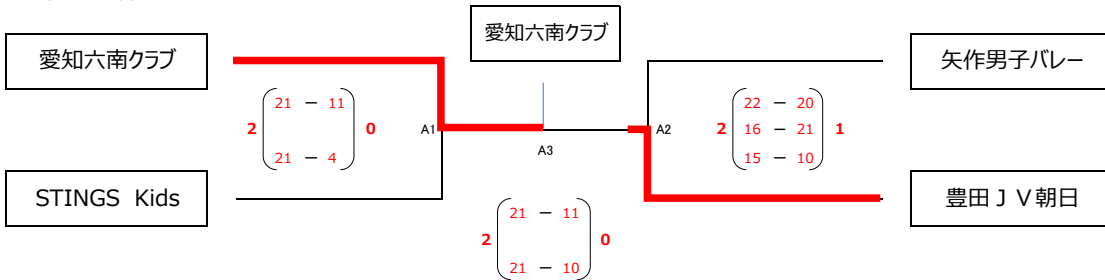 愛知六南クラブ
愛知六南クラブ
矢作男子バレー
21 － 11
2 0
21 － 4
A1
A3
A2
22 － 20
2 16 － 21 1
15 － 10
STINGS Kids
豊田ＪＶ朝日
21 － 11
2 0
21 － 10